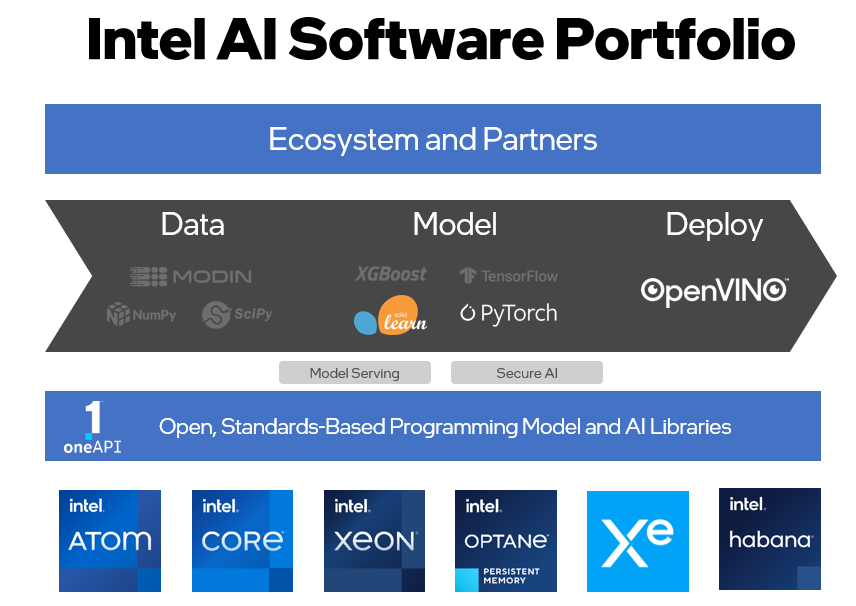 Intel AI Software Portfolio
Ecosystem and Partners
Data
Model
Deploy
MODIN
NumPy
SciPy
XGBoost
TensorFlow
scikit
learn
PyTorch
OpenVINO™
Model Serving
Secure AI
1
oneAPI
Open, Standards-Based Programming Model and AI Libraries
intel.
ATOM
intel.
CORE
intel.
XEON
intel.
OPTANE
PERSISTENT
MEMORY
Xe
intel.
habana